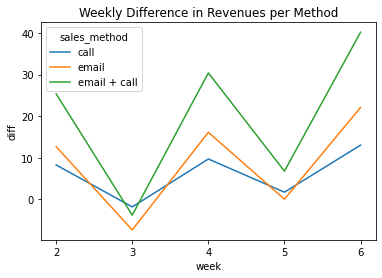 Weekly Difference in Revenues per Method
sales_method
call
email
email + call
diff
40
30
20
10
0
2 3 4 5 6
week